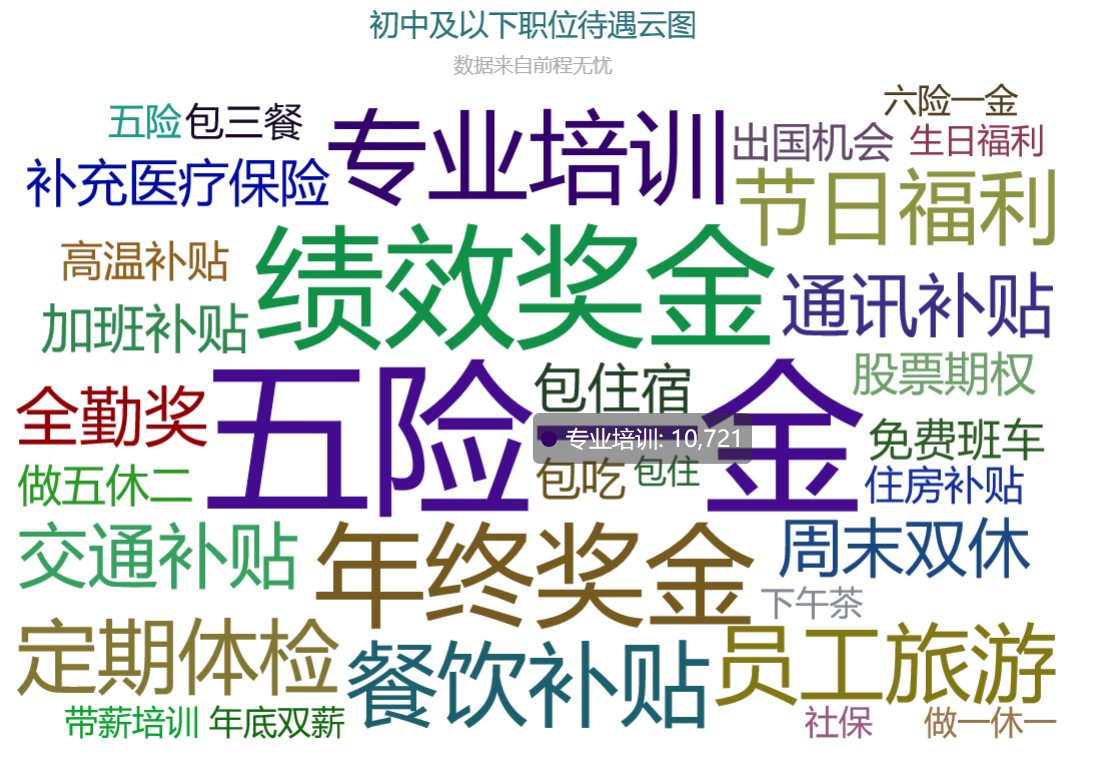 初中及以下职位待遇云图
数据来自前程无忧
六险一金
五险 包三餐
专业培训
出国机会 生日福利
补充医疗保险
节日福利
高温补贴
绩效奖金
通讯补贴
加班补贴
包住宿
股票期权
全勤奖
五险一金
专业培训: 10,721
免费班车
做五休二
包吃 包住
住房补贴
交通补贴
年终奖金
周末双休
下午茶
定期体检
餐饮补贴
员工旅游
带薪培训 年底双薪
社保
做一休一